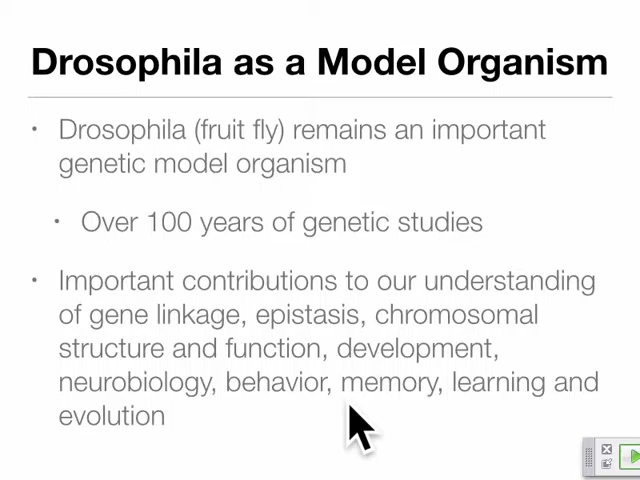 Drosophila as a Model Organism
• Drosophila (fruit fly) remains an important
genetic model organism
• Over 100 years of genetic studies
• Important contributions to our understanding
of gene linkage, epistasis, chromosomal
structure and function, development,
neurobiology, behavior, memory, learning and
evolution